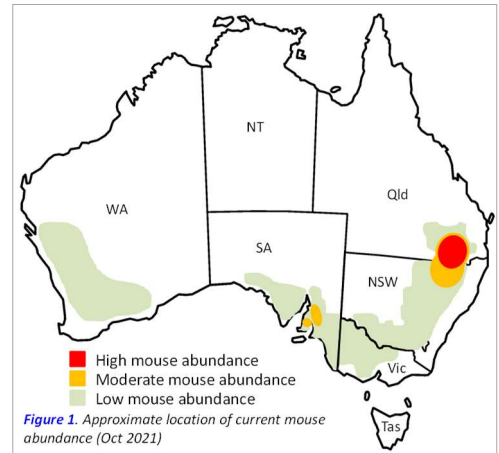 NT
Qld
WA
SA
NSW
Vic
High mouse abundance
Moderate mouse abundance
Low mouse abundance
Figure 1. Approximate location of current mouse
abundance (Oct 2021)
Tas